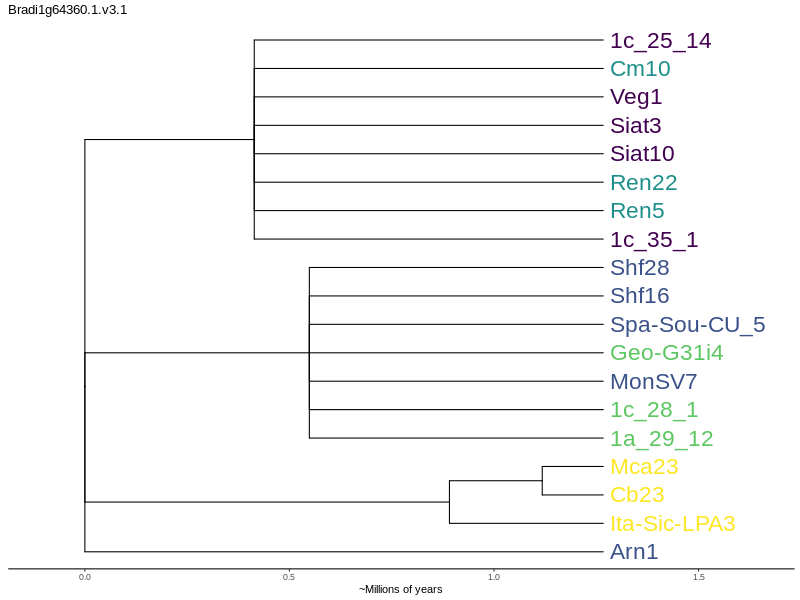 Bradi1g64360.1.v3.1
1c_25_14
Cm10
Veg1
Siat3
Siat10
Ren22
Ren5
1c_35_1
Shf28
Shf16
Spa-Sou-CU_5
Geo-G31i4
MonSV7
1c_28_1
1a_29_12
Mca23
Cb23
Ita-Sic-LPA3
Arn1
0.0 0.5 1.0 1.5
~Millions of years